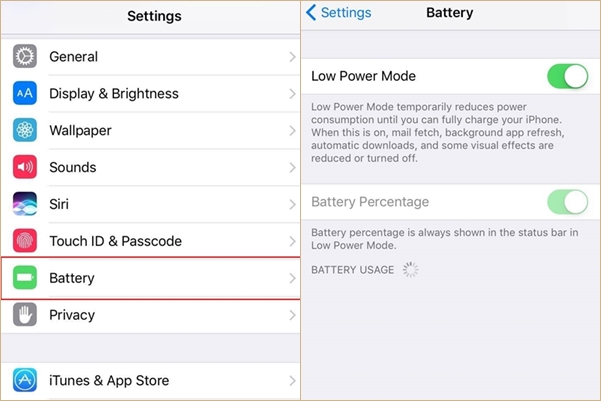 Settings
General
Display & Brightness
Wallpaper
Sounds
Siri
Touch ID & Passcode
Battery
Privacy
iTunes & App Store
Settings
Battery
Low Power Mode
Low Power Mode temporarily reduces power
consumption until you can fully charge your iPhone.
When this is on, mail fetch, background app refresh,
automatic downloads, and some visual effects are
reduced or turned off.
Battery Percentage
Battery percentage is always shown in the status bar in
Low Power Mode.
BATTERY USAGE